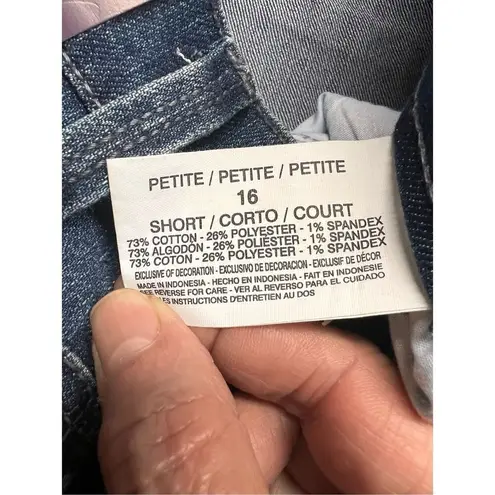 PETITE / PETITE / PETITE
16
SHORT / CORTO / COURT
73% COTTON - 26% POLYESTER - 1% SPANDEX
73% ALGODÓN - 26% POLIÉSTER - 1% SPANDEX
73% COTON - 26% POLYESTER - 1% SPANDEX
EXCLUSIVE OF DECORATION - EXCLUSIVO DE DECORACION - EXCLUSIF DE DÉCOR
MADE IN INDONESIA - HECHO EN INDONESIA - FAIT EN INDONESIE
SEE REVERSE FOR CARE - VER AL REVERSO PARA EL CUIDADO
INSTRUCTIONS D'ENTRETIEN AU DOS